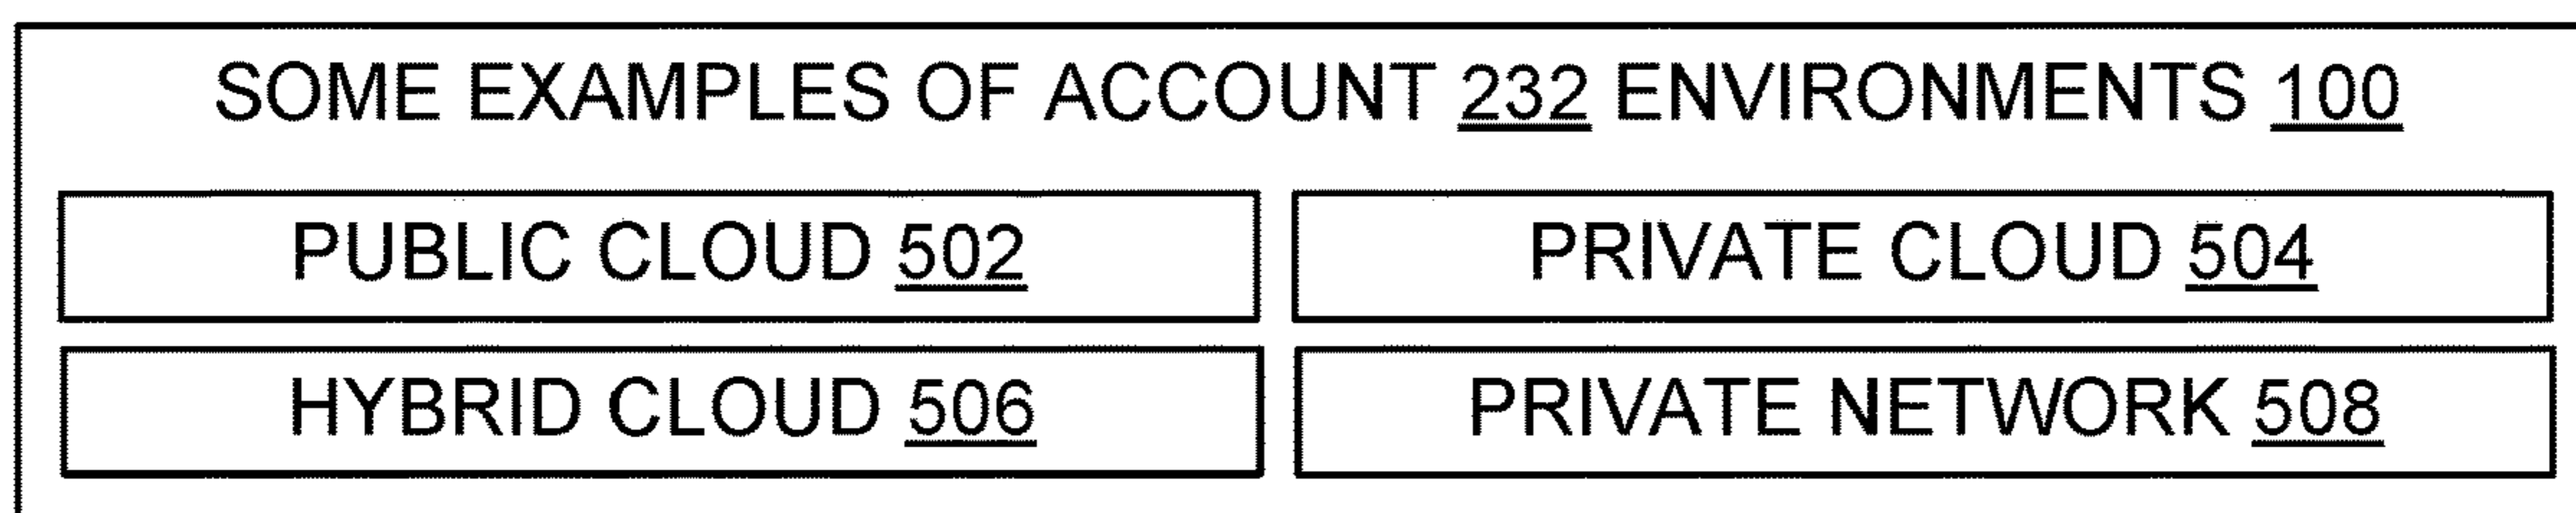 SOME EXAMPLES OF ACCOUNT 232 ENVIRONMENTS 100
PUBLIC CLOUD 502
PRIVATE CLOUD 504
HYBRID CLOUD 506
PRIVATE NETWORK 508